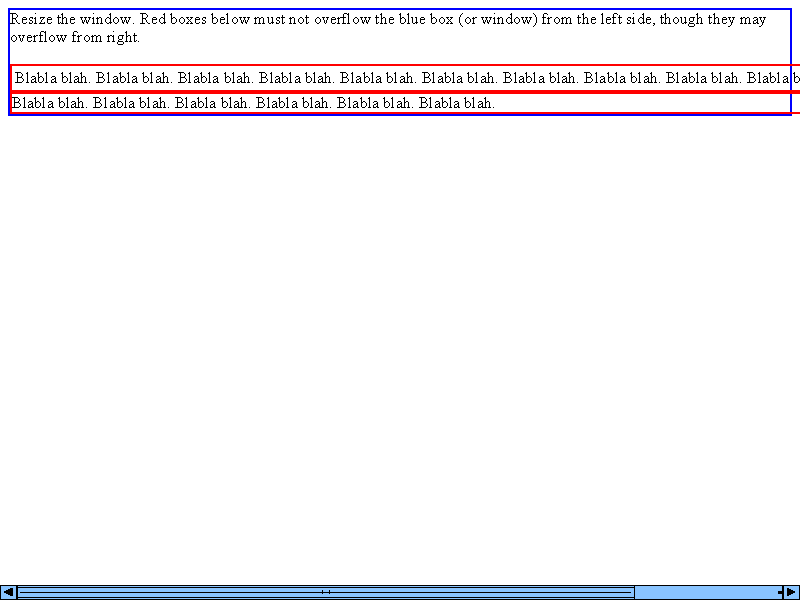 Resize the window. Red boxes below must not overflow the blue box (or window) from the left side, though they may
overflow from right.
Blabla blah. Blabla blah. Blabla blah. Blabla blah. Blabla blah. Blabla blah. Blabla blah. Blabla blah. Blabla blah. Blabla b
Blabla blah. Blabla blah. Blabla blah. Blabla blah. Blabla blah. Blabla blah.